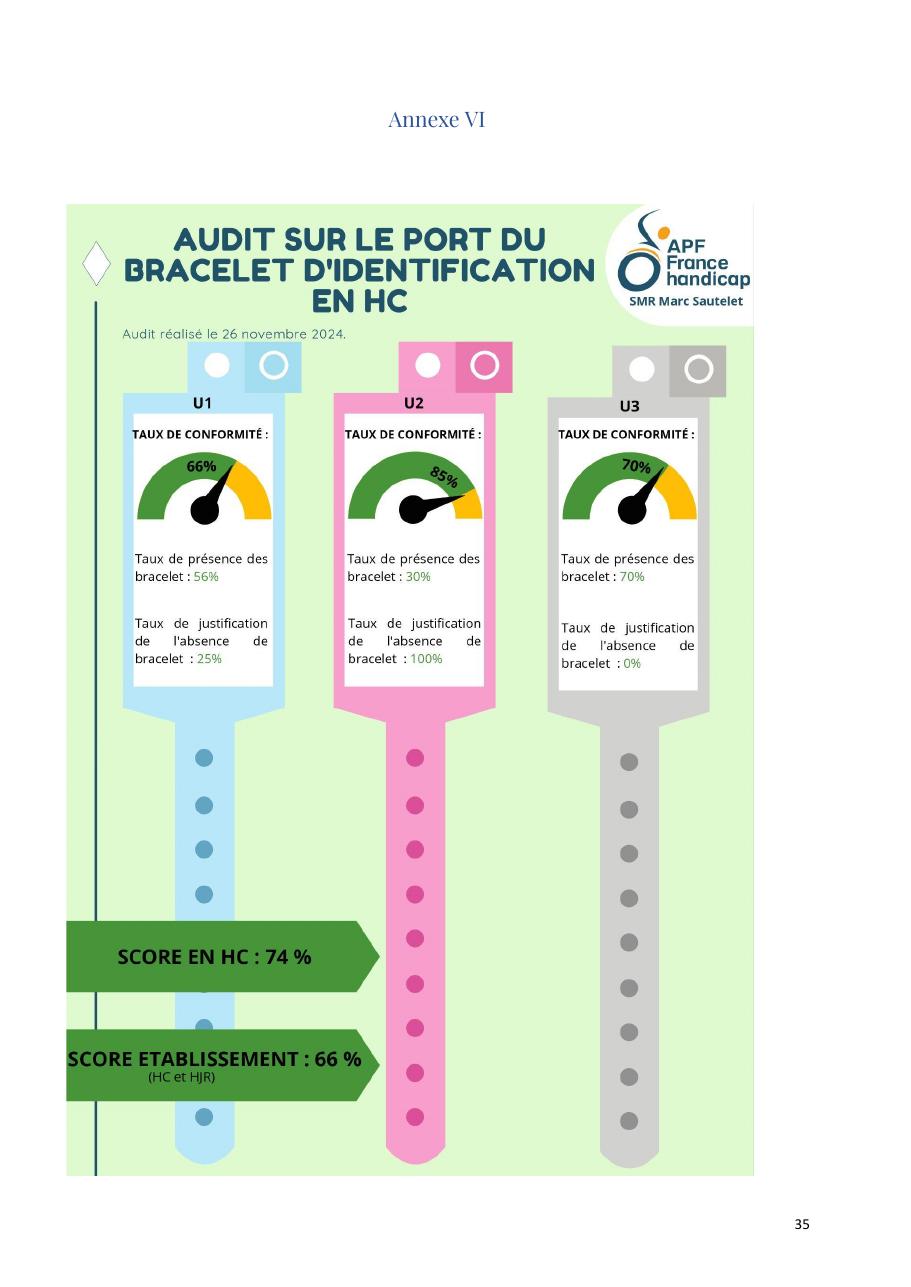 Annexe VI
AUDIT SUR LE PORT DU
BRACELET D'IDENTIFICATION
EN HC
APF
France
handicap
SMR Marc Sautelet
Audit réalisé le 26 novembre 2024.
U1
TAUX DE CONFORMITÉ :
66%
Taux de présence des
bracelet : 56%
Taux de justification
de l'absence de
bracelet : 25%
U2
TAUX DE CONFORMITÉ :
85%
Taux de présence des
bracelet : 30%
Taux de justification
de l'absence de
bracelet : 100%
U3
TAUX DE CONFORMITÉ :
70%
Taux de présence des
bracelet : 70%
Taux de justification
de l'absence de
bracelet : 0%
SCORE EN HC : 74 %
SCORE ETABLISSEMENT : 66 %
(HC et HJR)
35